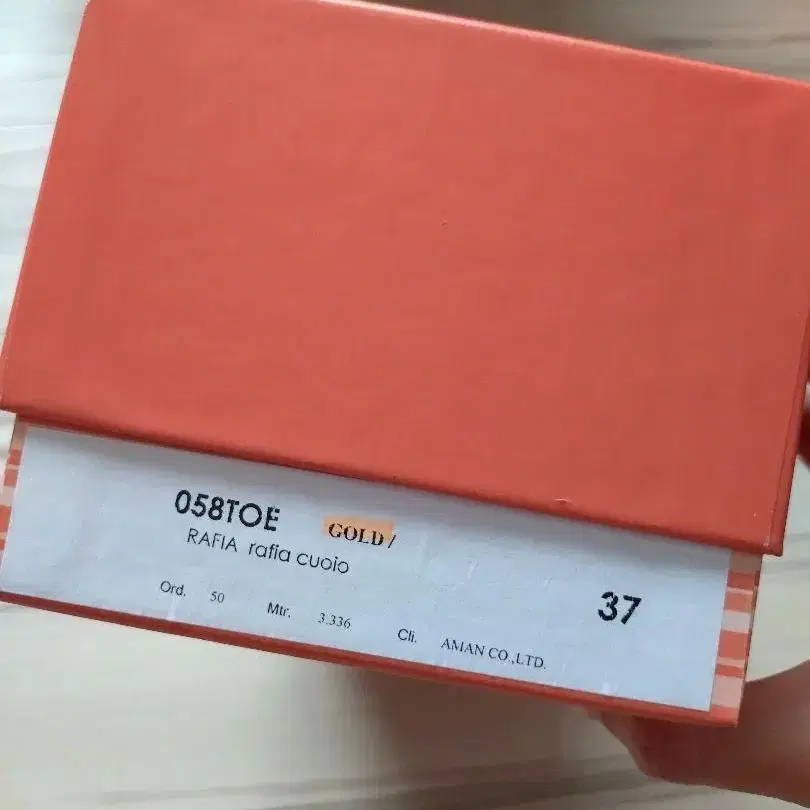 058TOE GOLD /
RAFIA rafia cuoio
37
Ord. 50 Mtr. 3.336 Cli. AMAN CO.,LTD.